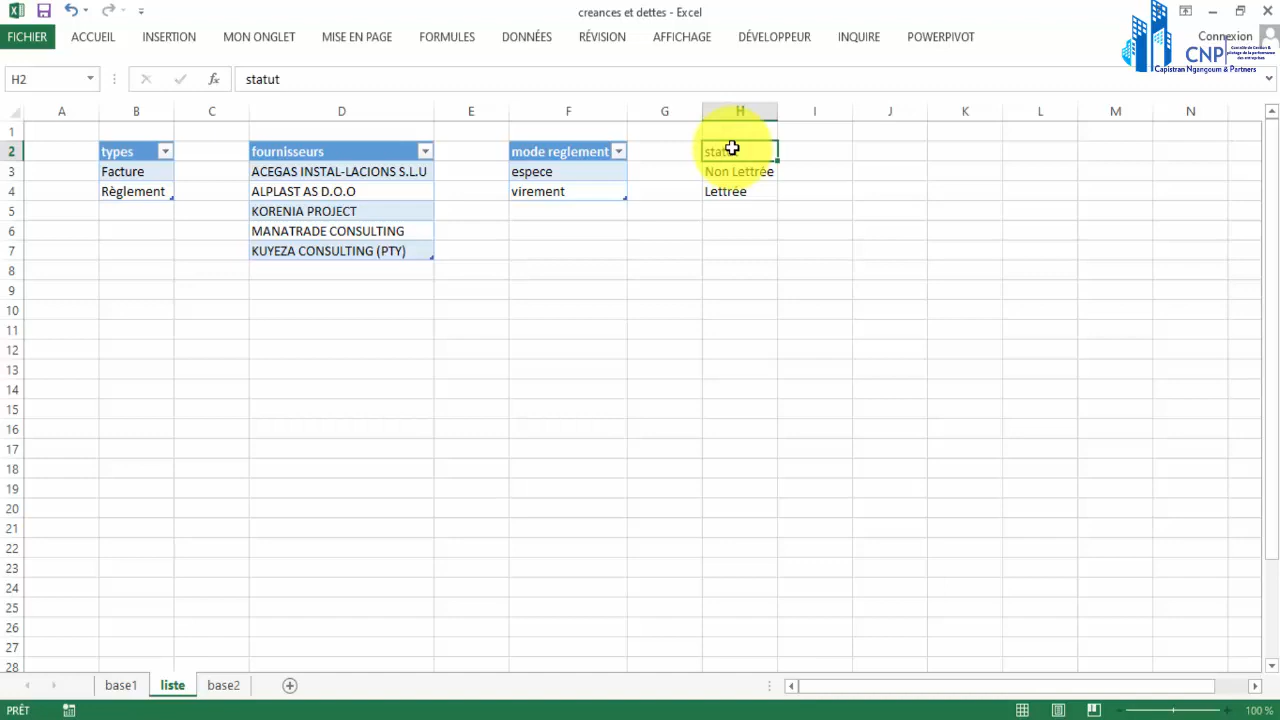 creances et dettes - Excel
FICHIER ACCUEIL INSERTION MON ONGLET MISE EN PAGE FORMULES DONNÉES RÉVISION AFFICHAGE DÉVELOPPEUR INQUIRE POWERPIVOT Connexion
CNP
Capistran Ngangoum & Partners
H2 fx statut
A B C D E F G H I J K L M N
1
2 types fournisseurs mode reglement
3 Facture ACEGAS INSTAL-LACIONS S.L.U espece Non Lettrée
4 Règlement ALPLAST AS D.O.O virement Lettrée
5 KORENIA PROJECT
6 MANATRADE CONSULTING
7 KUYEZA CONSULTING (PTY)
8
9
10
11
12
13
14
15
16
17
18
19
20
21
22
23
24
25
26
27
28
base1 liste base2
PRÊT 100 %